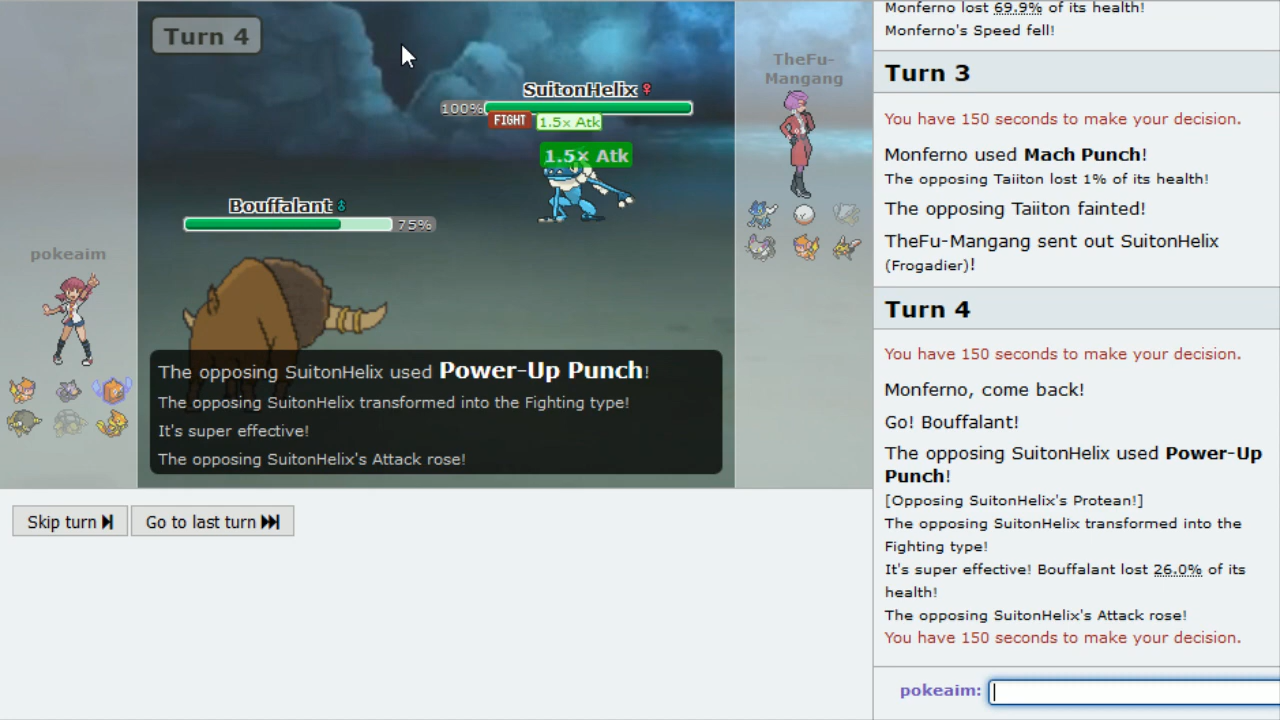 Turn 4
pokeaim
TheFu-
Mangang
SuitonHelix ♀
100%
FIGHT 1.5× Atk
1.5× Atk
Bouffalant ♂
75%
The opposing SuitonHelix used Power-Up Punch!
The opposing SuitonHelix transformed into the Fighting type!
It's super effective!
The opposing SuitonHelix's Attack rose!
Skip turn
Go to last turn
Monferno lost 69.9% of its health!
Monferno's Speed fell!
Turn 3
You have 150 seconds to make your decision.
Monferno used Mach Punch!
The opposing Taiiton lost 1% of its health!
The opposing Taiiton fainted!
TheFu-Mangang sent out SuitonHelix
(Frogadier)!
Turn 4
You have 150 seconds to make your decision.
Monferno, come back!
Go! Bouffalant!
The opposing SuitonHelix used Power-Up
Punch!
[Opposing SuitonHelix's Protean!]
The opposing SuitonHelix transformed into the
Fighting type!
It's super effective! Bouffalant lost 26.0% of its
health!
The opposing SuitonHelix's Attack rose!
You have 150 seconds to make your decision.
pokeaim: